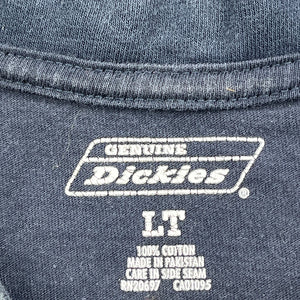 GENUINE
Dickies®
LT
100% COTTON
MADE IN PAKISTAN
CARE IN SIDE SEAM
RN20697 CA01095